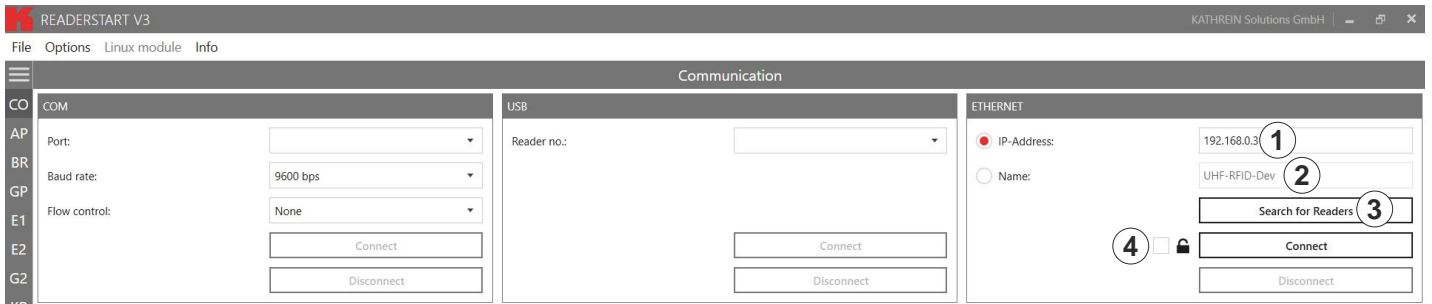 READERSTART V3
KATHREIN Solutions GmbH
File Options Linux module Info
Communication
CO
AP
BR
GP
E1
E2
G2
COM
Port:
Baud rate: 9600 bps
Flow control: None
Connect
Disconnect
USB
Reader no.:
Connect
Disconnect
ETHERNET
IP-Address: 192.168.0.3 1
Name: UHF-RFID-Dev 2
Search for Readers 3
4 Connect
Disconnect